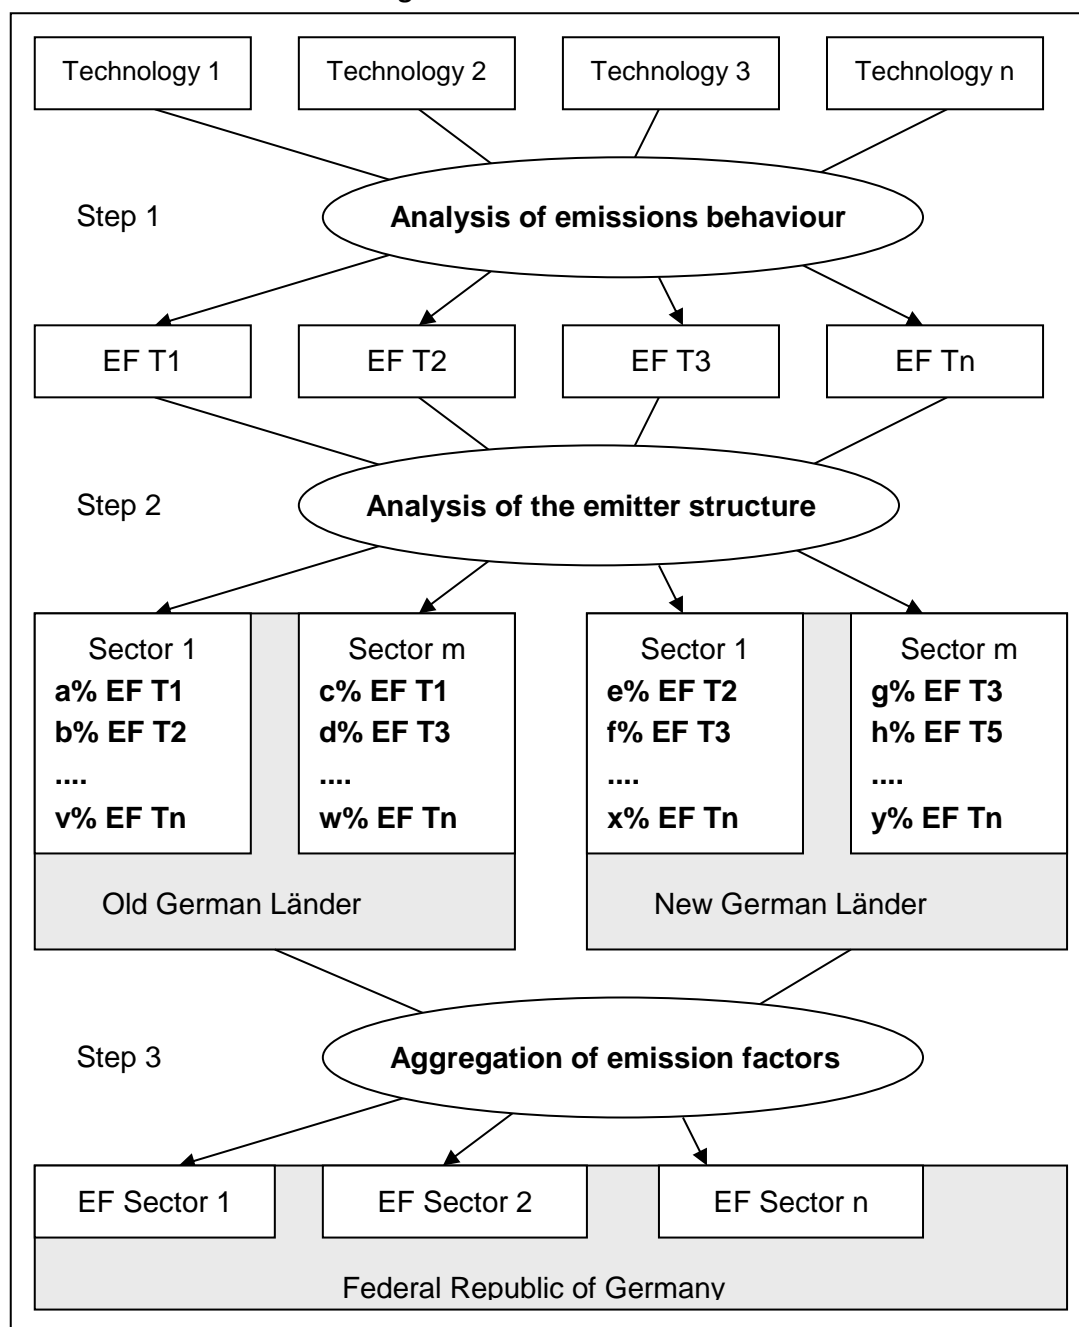 Technology 1
Technology 2
Technology 3
Technology n
Step 1
Analysis of emissions behaviour
EF T1
EF T2
EF T3
EF Tn
Step 2
Analysis of the emitter structure
Sector 1
a% EF T1
b% EF T2
....
v% EF Tn
Sector m
c% EF T1
d% EF T3
....
w% EF Tn
Old German Länder
Sector 1
e% EF T2
f% EF T3
....
x% EF Tn
Sector m
g% EF T3
h% EF T5
....
y% EF Tn
New German Länder
Step 3
Aggregation of emission factors
EF Sector 1
EF Sector 2
EF Sector n
Federal Republic of Germany